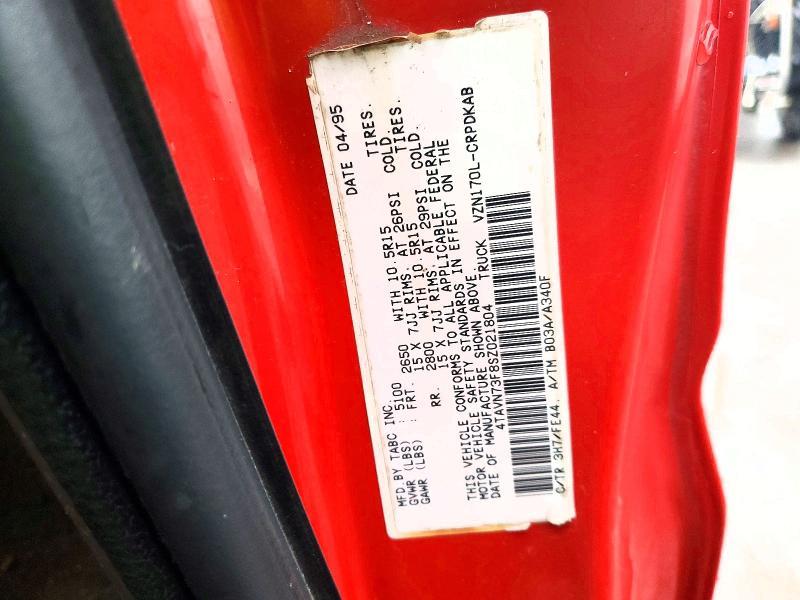 MFD.BY TABC INC. DATE 04/95
GVWR (LBS) : 5100
GAWR (LBS) : FRT. 2650 WITH 10.5R15 TIRES.
15 X 7JJ RIMS. AT 26PSI COLD.
RR. 2800 WITH 10.5R15 TIRES.
15 X 7JJ RIMS. AT 29PSI COLD.
THIS VEHICLE CONFORMS TO ALL APPLICABLE FEDERAL
MOTOR VEHICLE SAFETY STANDARDS IN EFFECT ON THE
DATE OF MANUFACTURE SHOWN ABOVE.
4TAVN73F8SZ021804 TRUCK VZN170L-CRPDKAB
C/TR 3H7/FE44. A/TM B03A/A340F